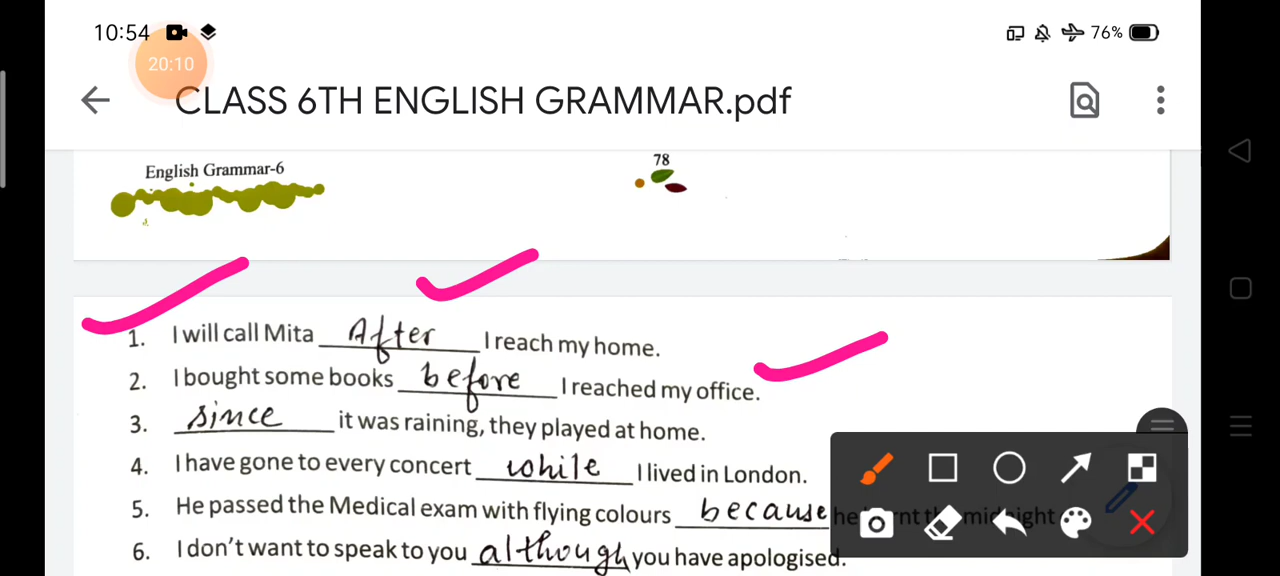 10:54 76%
20:10
CLASS 6TH ENGLISH GRAMMAR.pdf
78
English Grammar-6
1. I will call Mita After I reach my home.
2. I bought some books before I reached my office.
3. since it was raining, they played at home.
4. I have gone to every concert while I lived in London.
5. He passed the Medical exam with flying colours because
6. I don't want to speak to you although you have apologised.